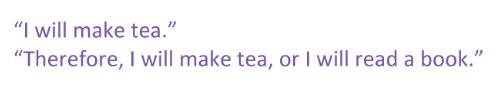 “I will make tea.”
“Therefore, I will make tea, or I will read a book.”